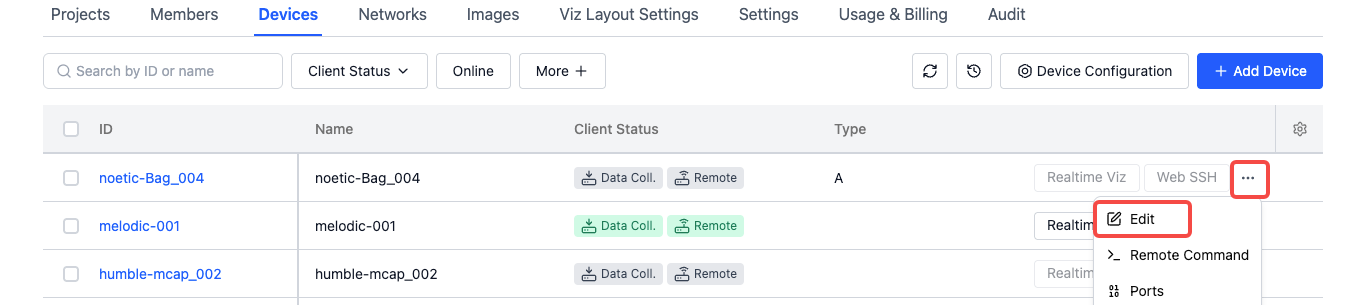 Projects Members Devices Networks Images Viz Layout Settings Settings Usage & Billing Audit
Search by ID or name Client Status Online More + Device Configuration + Add Device
ID Name Client Status Type
noetic-Bag_004 noetic-Bag_004 Data Coll. Remote A Realtime Viz Web SSH ...
Edit
melodic-001 melodic-001 Data Coll. Remote Realtim
Remote Command
humble-mcap_002 humble-mcap_002 Data Coll. Remote Realtim
Ports